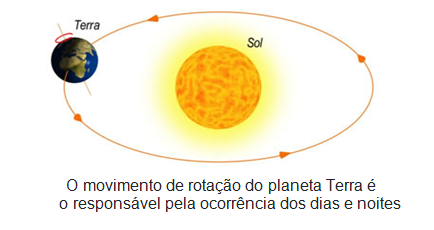 Terra
Sol
O movimento de rotação do planeta Terra é
o responsável pela ocorrência dos dias e noites